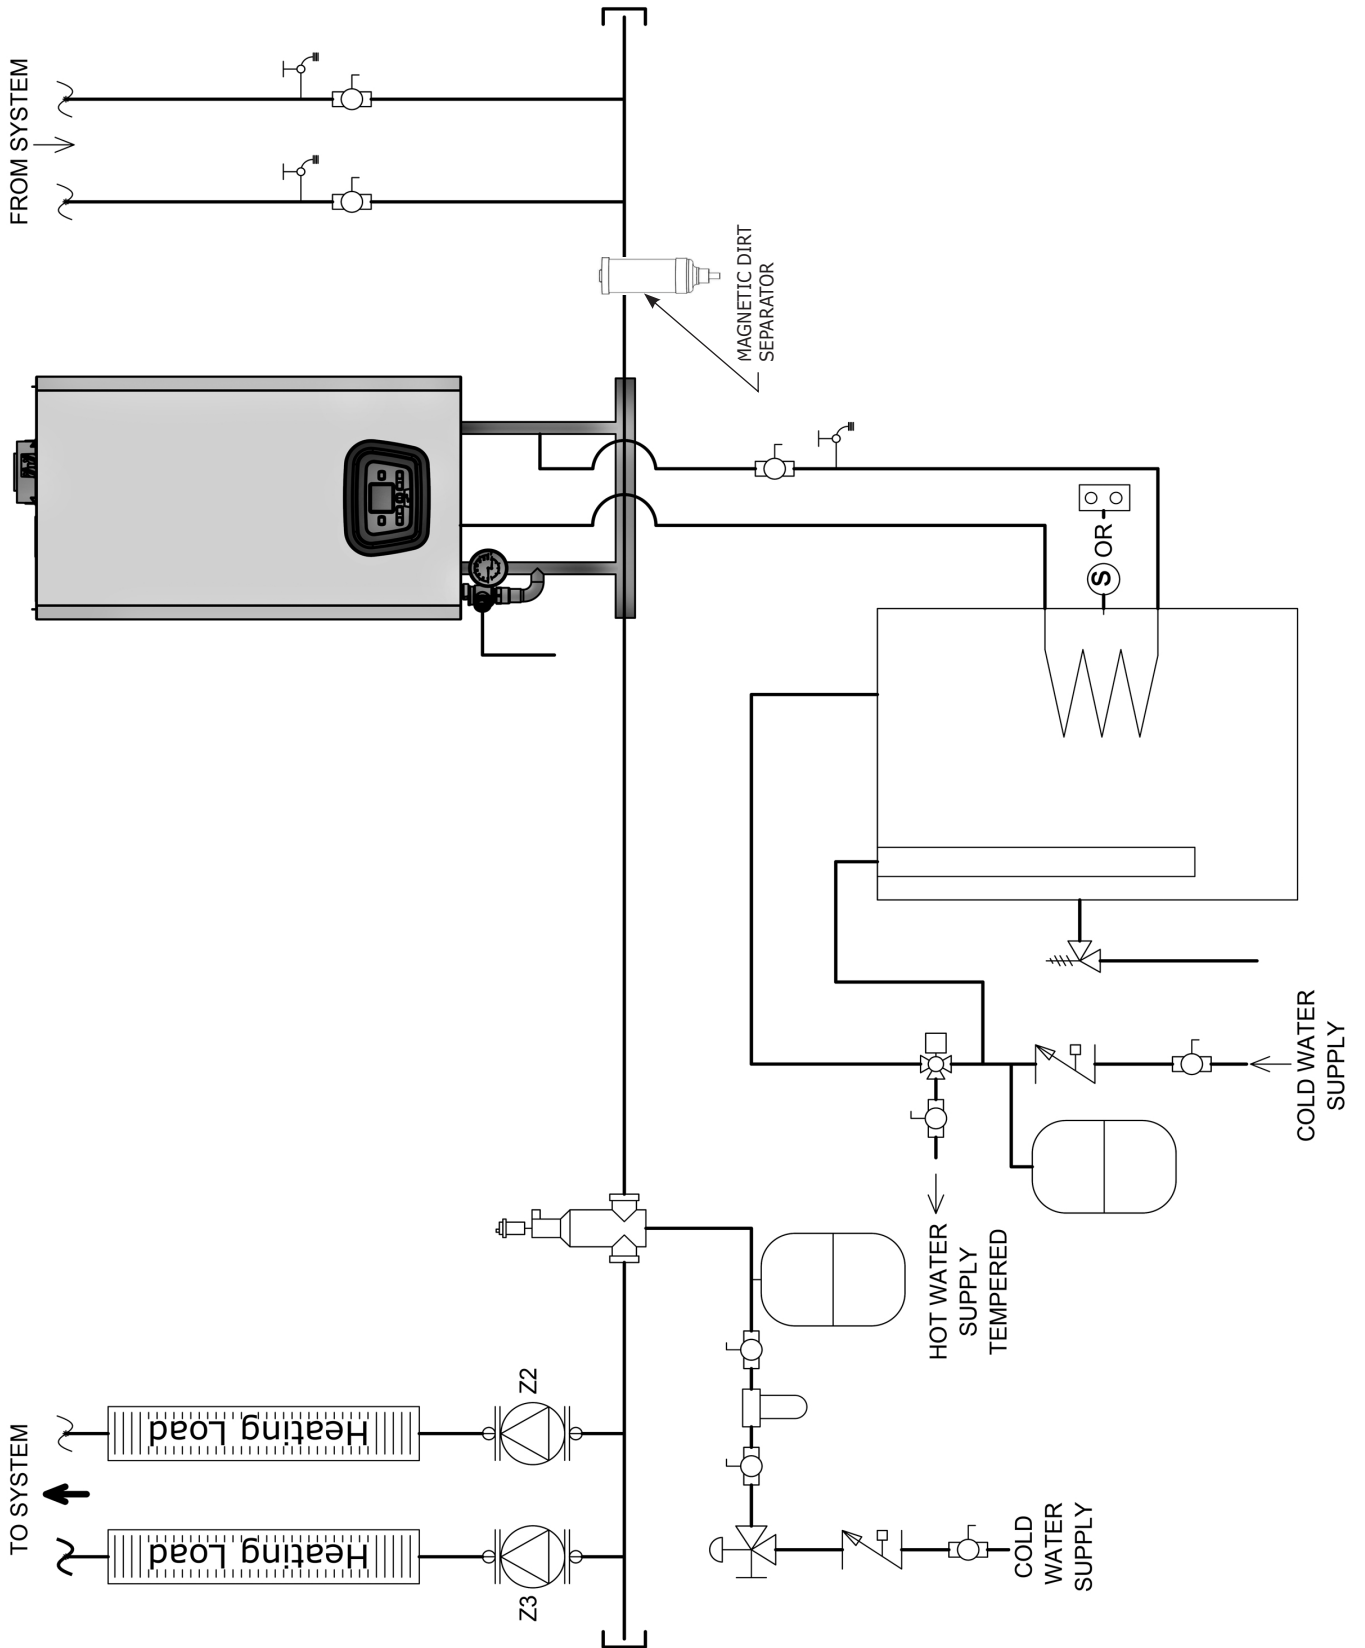 FROM SYSTEM
MAGNETIC DIRT
SEPARATOR
S
OR
COLD WATER
SUPPLY
HOT WATER
SUPPLY
TEMPERED
TO SYSTEM
Heating Load
Z2
Heating Load
Z3
COLD
WATER
SUPPLY